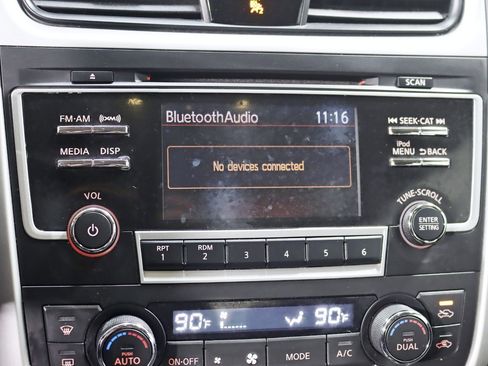 SCAN
FM·AM (XM)
BluetoothAudio 11:16
SEEK·CAT
iPod
MENU BACK
MEDIA DISP
No devices connected
VOL
TUNE·SCROLL
ENTER
SETTING
RPT
1
RDM
2
3
4
5
6
90°F
90°F
PUSH
AUTO
ON·OFF
MODE
A/C
PUSH
DUAL